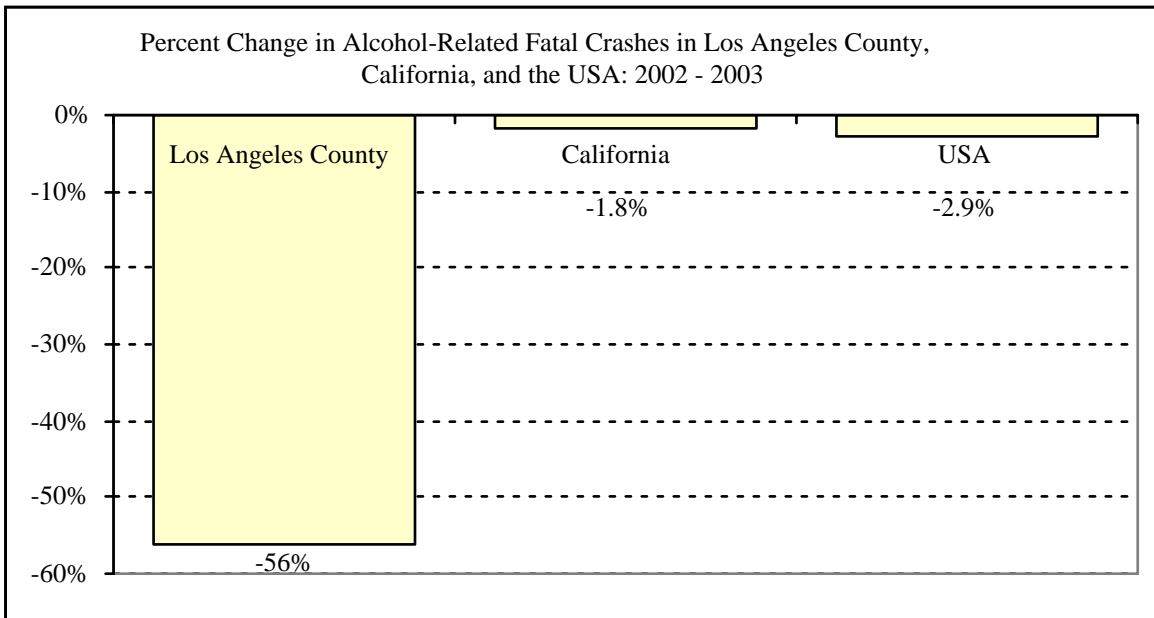 Percent Change in Alcohol-Related Fatal Crashes in Los Angeles County,
California, and the USA: 2002 - 2003
0%
Los Angeles County
California
USA
-10%
-1.8%
-2.9%
-20%
-30%
-40%
-50%
-56%
-60%